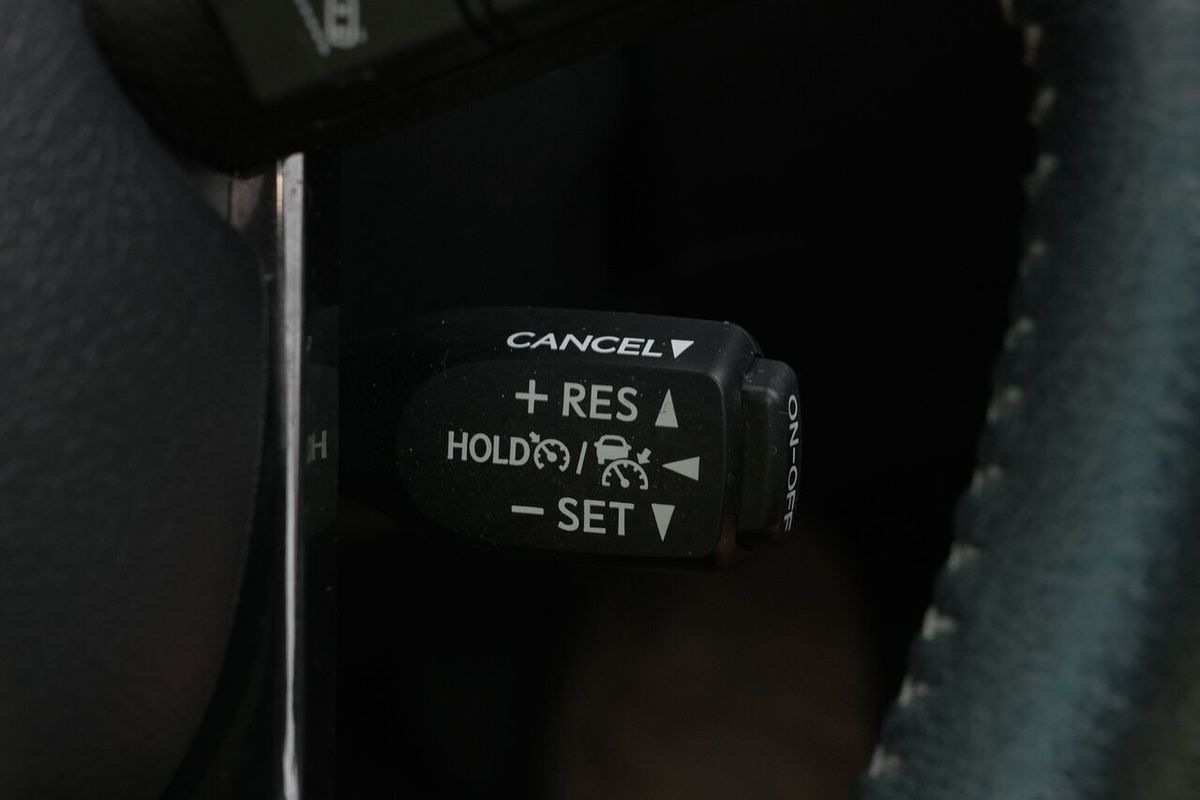 CANCEL▼
+ RES ▲
HOLD / ◀
− SET ▼
ON-OFF